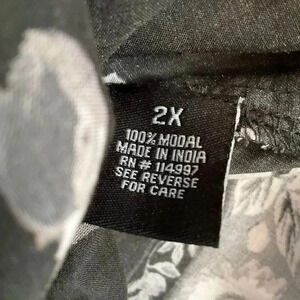 2X
100% MODAL
MADE IN INDIA
RN # 114997
SEE REVERSE
FOR CARE